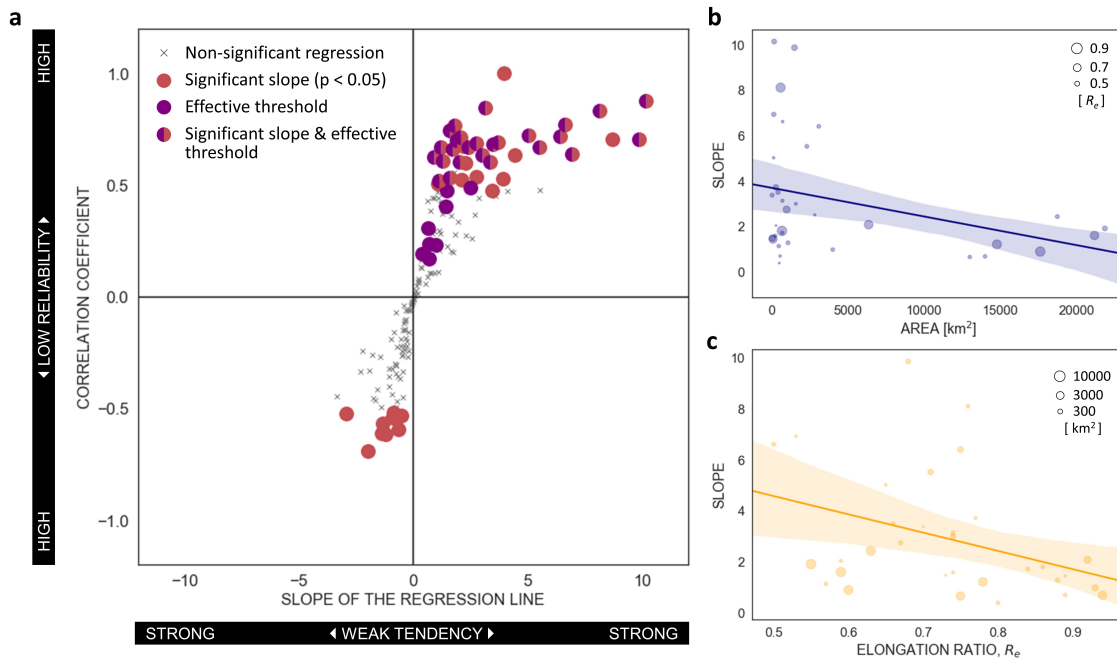 a
HIGH
◄ LOW RELIABILITY ►
HIGH
CORRELATION COEFFICIENT
1.0
0.5
0.0
−0.5
−1.0
× Non-significant regression
Significant slope (p < 0.05)
Effective threshold
Significant slope & effective
threshold
−10 −5 0 5 10
SLOPE OF THE REGRESSION LINE
STRONG ◄ WEAK TENDENCY ► STRONG
b
SLOPE
10
8
6
4
2
0
0.9
0.7
0.5
[ Re ]
0 5000 10000 15000 20000
AREA [km²]
c
SLOPE
10
8
6
4
2
0
10000
3000
300
[ km² ]
0.5 0.6 0.7 0.8 0.9
ELONGATION RATIO, Re